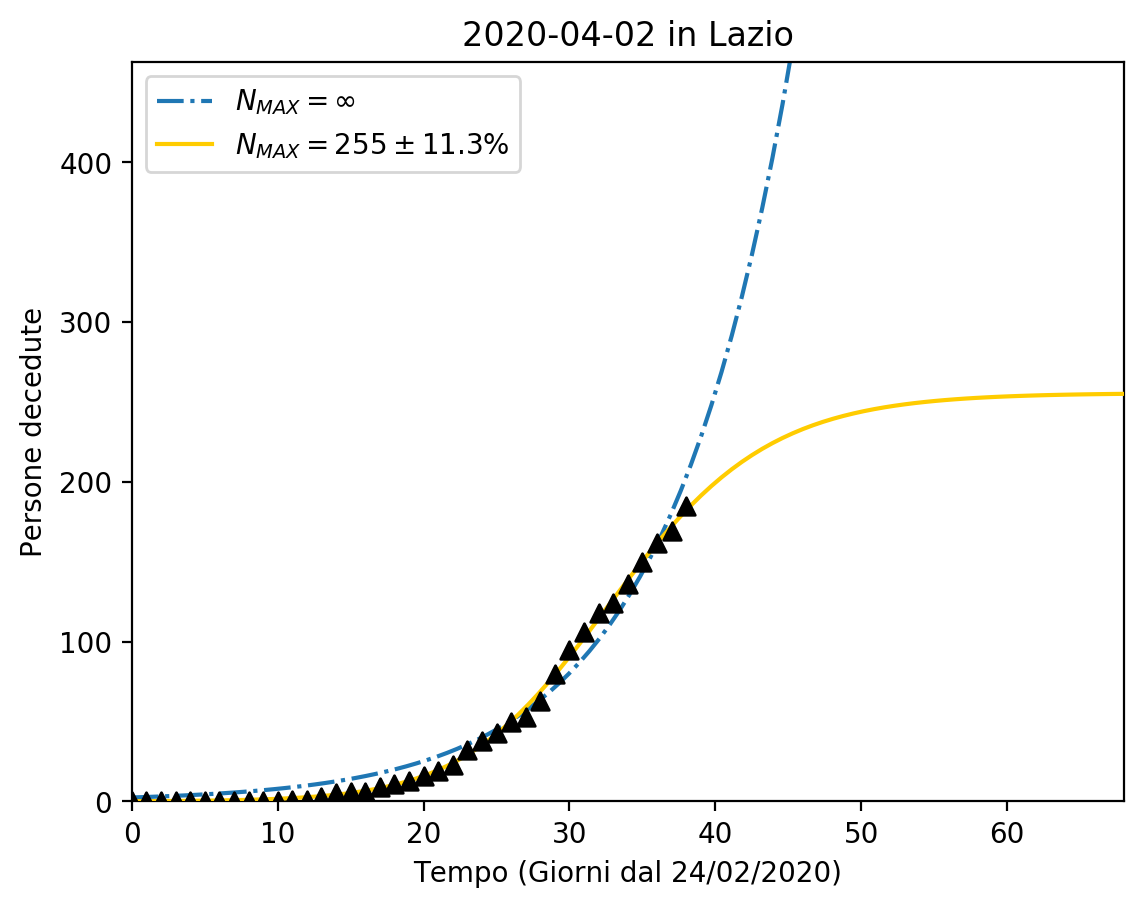 2020-04-02 in Lazio
N_MAX = ∞
N_MAX = 255 ± 11.3%
Persone decedute
400
300
200
100
0
0 10 20 30 40 50 60
Tempo (Giorni dal 24/02/2020)